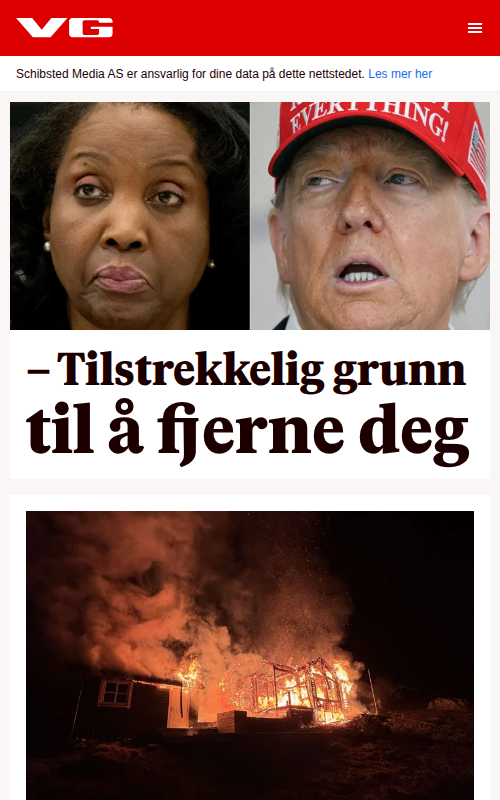 VG
Schibsted Media AS er ansvarlig for dine data på dette nettstedet. Les mer her
EVERYTHING!
– Tilstrekkelig grunn
til å fjerne deg